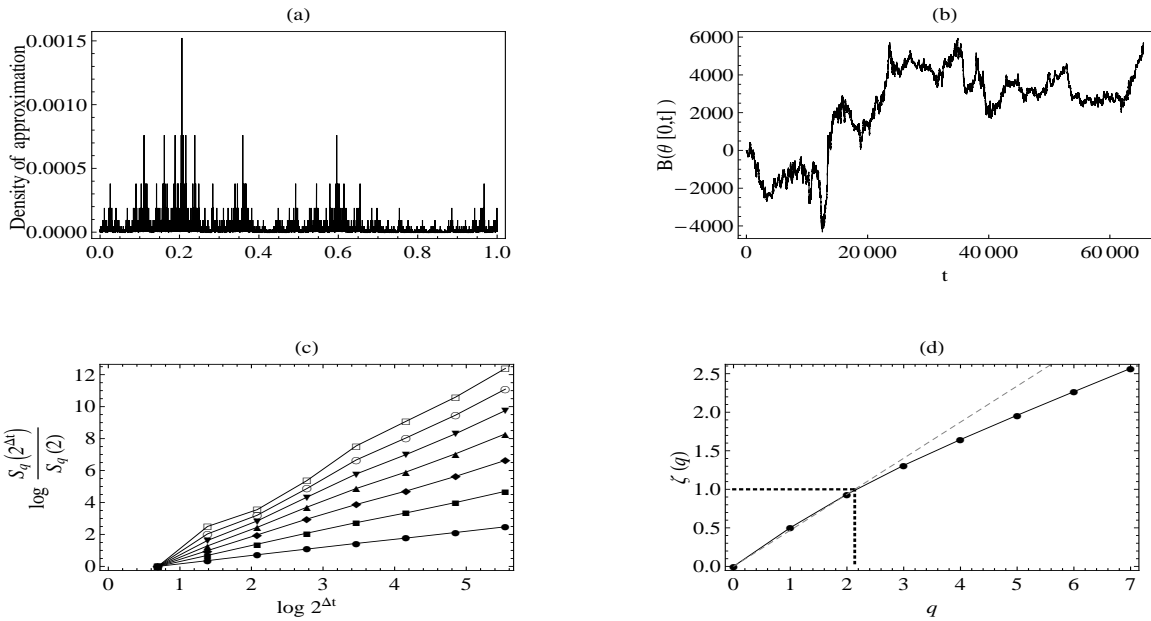 (a)
Density of approximation
0.0015
0.0010
0.0005
0.0000
0.0 0.2 0.4 0.6 0.8 1.0
(b)
B(θ [0,t] )
6000
4000
2000
0
−2000
−4000
0 20 000 40 000 60 000
t
(c)
log S_q(2^{Δt}) / S_q(2)
12
10
8
6
4
2
0
0 1 2 3 4 5
log 2^{Δt}
(d)
ζ(q)
2.5
2.0
1.5
1.0
0.5
0.0
0 1 2 3 4 5 6 7
q